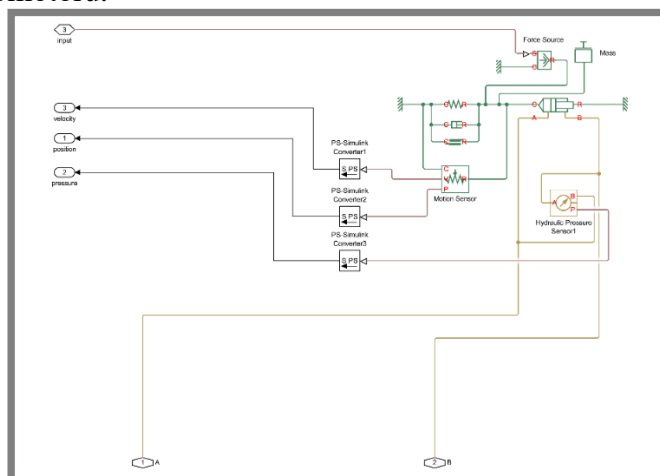 3
input
Force Source
S
R
C
Mass
3
velocity
1
position
2
pressure
C R
C R
C R
C R
A B
PS-Simulink
Converter1
S PS
C
V R
P
Motion Sensor
PS-Simulink
Converter2
S PS
B
A
P
Hydraulic Pressure
Sensor1
PS-Simulink
Converter3
S PS
1 A
2 B